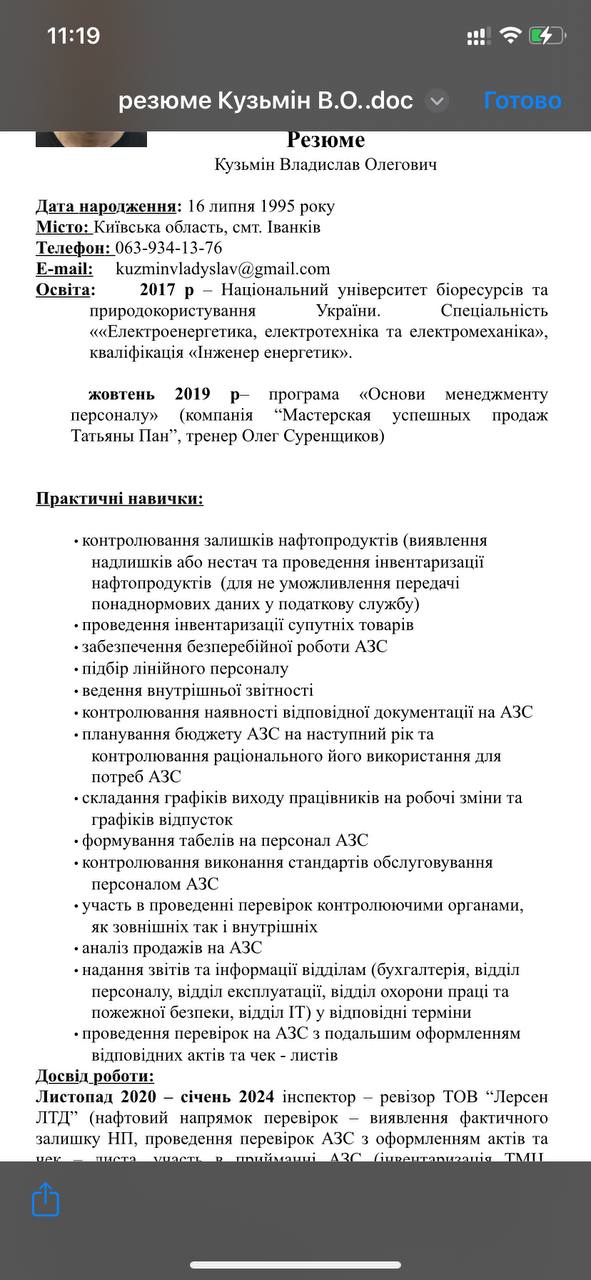 11:19
резюме Кузьмін В.О..doc
Готово
Резюме
Кузьмін Владислав Олегович
Дата народження: 16 липня 1995 року
Місто: Київська область, смт. Іванків
Телефон: 063-934-13-76
E-mail: kuzminvladyslav@gmail.com
Освіта: 2017 р – Національний університет біоресурсів та
природокористування України. Спеціальність
««Електроенергетика, електротехніка та електромеханіка»,
кваліфікація «Інженер енергетик».
жовтень 2019 р– програма «Основи менеджменту
персоналу» (компанія “Мастерская успешных продаж
Татьяны Пан”, тренер Олег Суренщиков)
Практичні навички:
• контролювання залишків нафтопродуктів (виявлення
надлишків або нестач та проведення інвентаризації
нафтопродуктів (для не уможливлення передачі
понаднормових даних у податкову службу)
• проведення інвентаризації супутніх товарів
• забезпечення безперебійної роботи АЗС
• підбір лінійного персоналу
• ведення внутрішньої звітності
• контролювання наявності відповідної документації на АЗС
• планування бюджету АЗС на наступний рік та
контролювання раціонального його використання для
потреб АЗС
• складання графіків виходу працівників на робочі зміни та
графіків відпусток
• формування табелів на персонал АЗС
• контролювання виконання стандартів обслуговування
персоналом АЗС
• участь в проведенні перевірок контролюючими органами,
як зовнішніх так і внутрішніх
• аналіз продажів на АЗС
• надання звітів та інформації відділам (бухгалтерія, відділ
персоналу, відділ експлуатації, відділ охорони праці та
пожежної безпеки, відділ ІТ) у відповідні терміни
• проведення перевірок на АЗС з подальшим оформленням
відповідних актів та чек - листів
Досвід роботи:
Листопад 2020 – січень 2024 інспектор – ревізор ТОВ “Лерсен
ЛТД” (нафтовий напрямок перевірок – виявлення фактичного
залишку НП, проведення перевірок АЗС з оформленням актів та
чек – листа, участь в прийманні АЗС (інвентаризація ТМЦ,